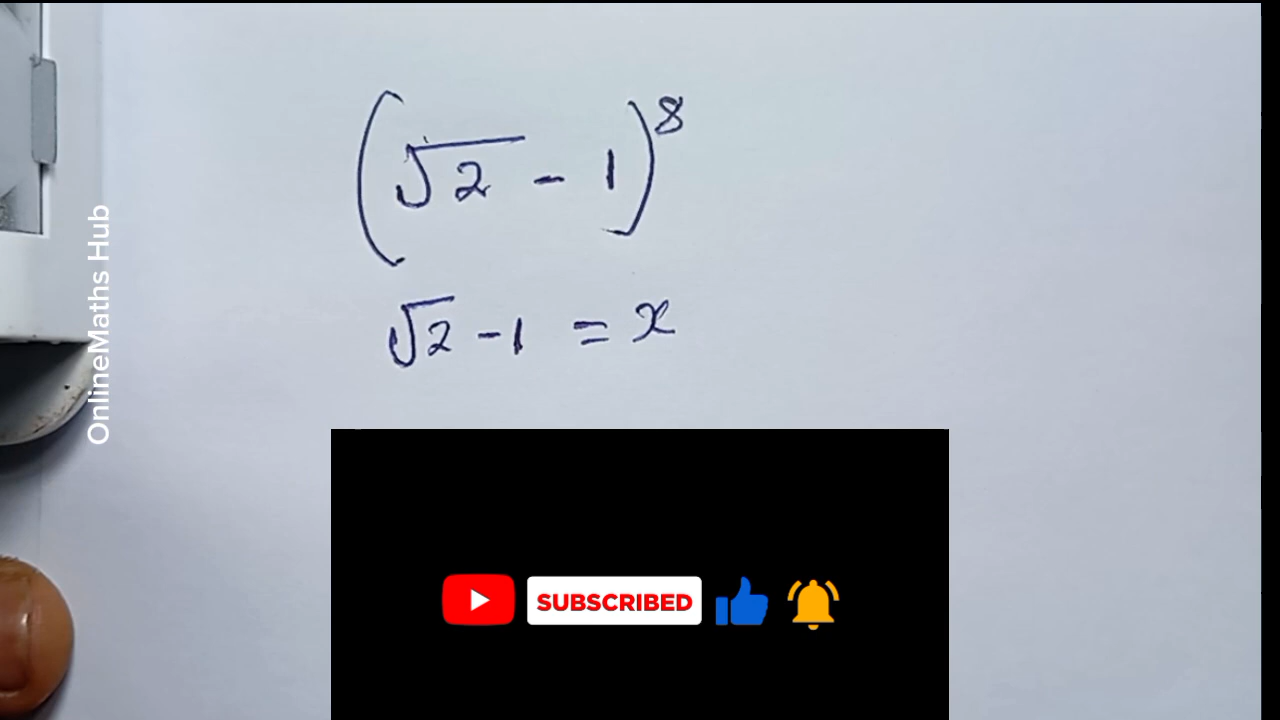 (√2 - 1)⁸
√2 - 1 = x
OnlineMaths Hub
SUBSCRIBED